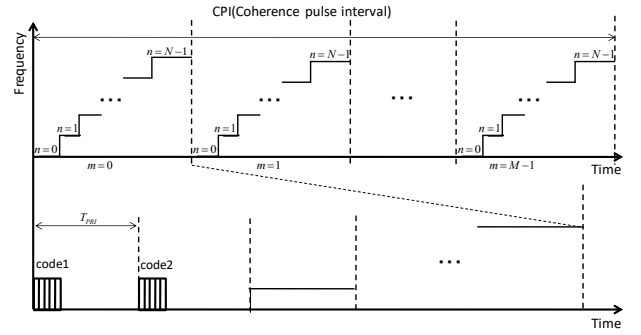 CPI(Coherence pulse interval)
Frequency
n=N−1
n=N−1
n=N−1
n=1
n=1
n=1
n=0
n=0
n=0
m=0
m=1
m=M−1
Time
T_PRI
code1
code2
Time